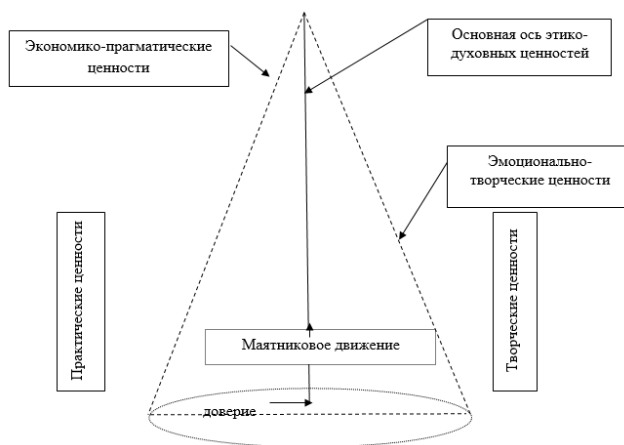 Экономико-прагматические
ценности
Основная ось этико-
духовных ценностей
Эмоционально-
творческие ценности
Практические ценности
Творческие ценности
Маятниковое движение
доверие